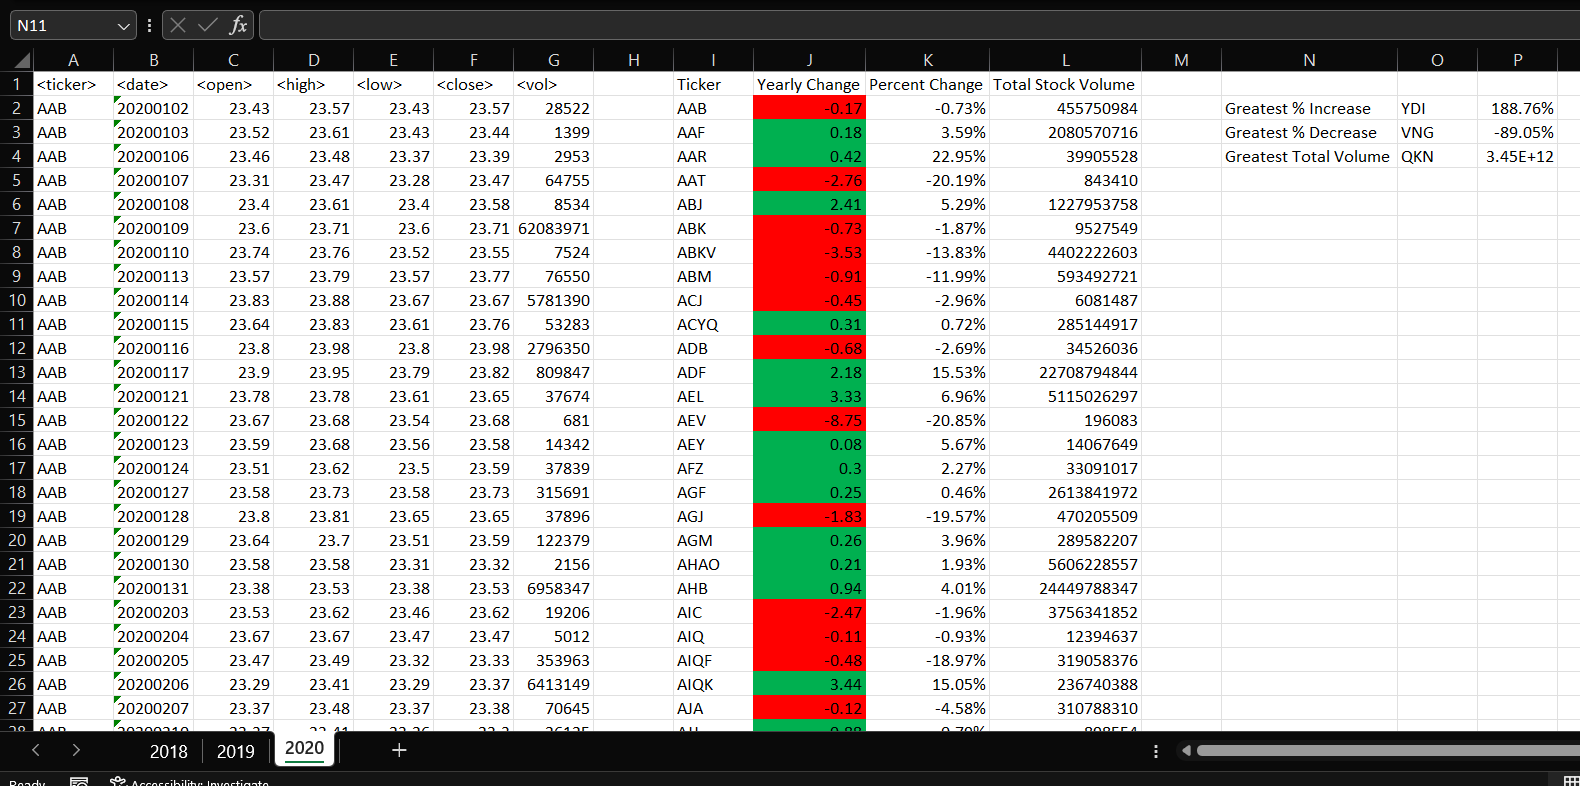 N11 fx
A B C D E F G H I J K L M N O P
1 <ticker> <date> <open> <high> <low> <close> <vol> Ticker Yearly Change Percent Change Total Stock Volume
2 AAB 20200102 23.43 23.57 23.43 23.57 28522 AAB -0.17 -0.73% 455750984 Greatest % Increase YDI 188.76%
3 AAB 20200103 23.52 23.61 23.43 23.44 1399 AAF 0.18 3.59% 2080570716 Greatest % Decrease VNG -89.05%
4 AAB 20200106 23.46 23.48 23.37 23.39 2953 AAR 0.42 22.95% 39905528 Greatest Total Volume QKN 3.45E+12
5 AAB 20200107 23.31 23.47 23.28 23.47 64755 AAT -2.76 -20.19% 843410
6 AAB 20200108 23.4 23.61 23.4 23.58 8534 ABJ 2.41 5.29% 1227953758
7 AAB 20200109 23.6 23.71 23.6 23.71 62083971 ABK -0.73 -1.87% 9527549
8 AAB 20200110 23.74 23.76 23.52 23.55 7524 ABKV -3.53 -13.83% 4402222603
9 AAB 20200113 23.57 23.79 23.57 23.77 76550 ABM -0.91 -11.99% 593492721
10 AAB 20200114 23.83 23.88 23.67 23.67 5781390 ACJ -0.45 -2.96% 6081487
11 AAB 20200115 23.64 23.83 23.61 23.76 53283 ACYQ 0.31 0.72% 285144917
12 AAB 20200116 23.8 23.98 23.8 23.98 2796350 ADB -0.68 -2.69% 34526036
13 AAB 20200117 23.9 23.95 23.79 23.82 809847 ADF 2.18 15.53% 22708794844
14 AAB 20200121 23.78 23.78 23.61 23.65 37674 AEL 3.33 6.96% 5115026297
15 AAB 20200122 23.67 23.68 23.54 23.68 681 AEV -8.75 -20.85% 196083
16 AAB 20200123 23.59 23.68 23.56 23.58 14342 AEY 0.08 5.67% 14067649
17 AAB 20200124 23.51 23.62 23.5 23.59 37839 AFZ 0.3 2.27% 33091017
18 AAB 20200127 23.58 23.73 23.58 23.73 315691 AGF 0.25 0.46% 2613841972
19 AAB 20200128 23.8 23.81 23.65 23.65 37896 AGJ -1.83 -19.57% 470205509
20 AAB 20200129 23.64 23.7 23.51 23.59 122379 AGM 0.26 3.96% 289582207
21 AAB 20200130 23.58 23.58 23.31 23.32 2156 AHAO 0.21 1.93% 5606228557
22 AAB 20200131 23.38 23.53 23.38 23.53 6958347 AHB 0.94 4.01% 24449788347
23 AAB 20200203 23.53 23.62 23.46 23.62 19206 AIC -2.47 -1.96% 3756341852
24 AAB 20200204 23.67 23.67 23.47 23.47 5012 AIQ -0.11 -0.93% 12394637
25 AAB 20200205 23.47 23.49 23.32 23.33 353963 AIQF -0.48 -18.97% 319058376
26 AAB 20200206 23.29 23.41 23.29 23.37 6413149 AIQK 3.44 15.05% 236740388
27 AAB 20200207 23.37 23.48 23.37 23.38 70645 AJA -0.12 -4.58% 310788310
2018 2019 2020
Ready Accessibility: Investigate